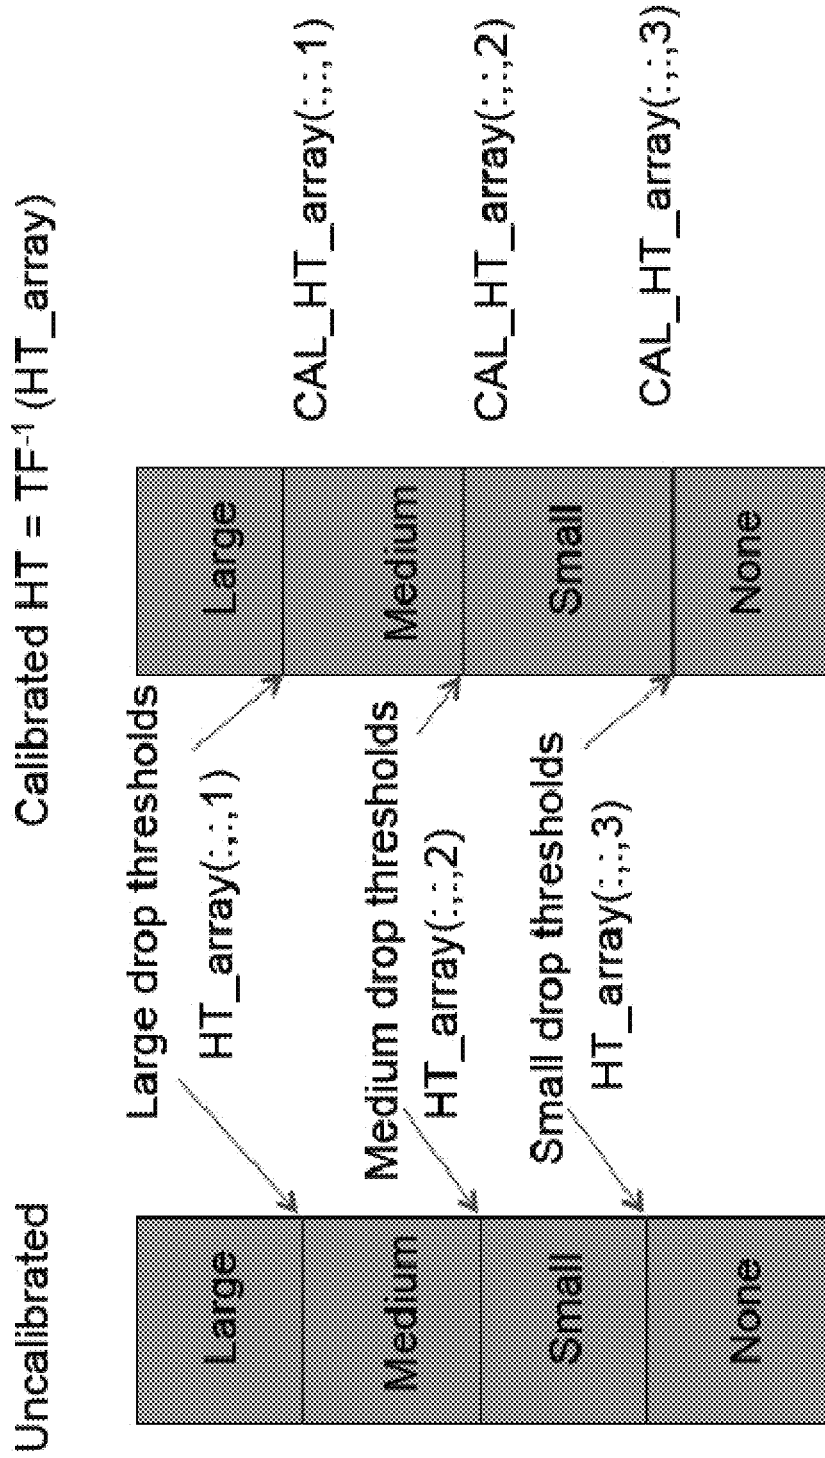 Uncalibrated
Calibrated HT = TF⁻¹ (HT_array)
Large
Medium
Small
None
Large drop thresholds
HT_array(:,:,1)
Medium drop thresholds
HT_array(:,:,2)
Small drop thresholds
HT_array(:,:,3)
Large
Medium
Small
None
CAL_HT_array(:,:,1)
CAL_HT_array(:,:,2)
CAL_HT_array(:,:,3)